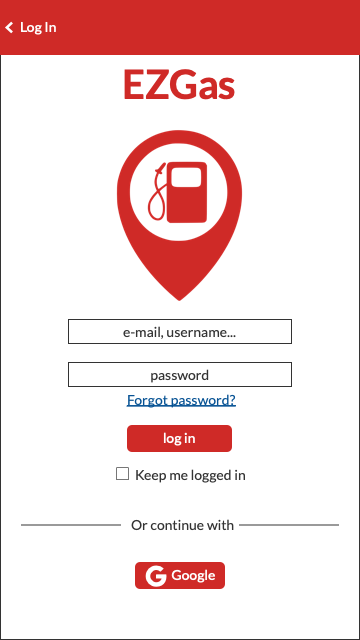 Log In
EZGas
e-mail, username...
password
Forgot password?
log in
Keep me logged in
Or continue with
Google